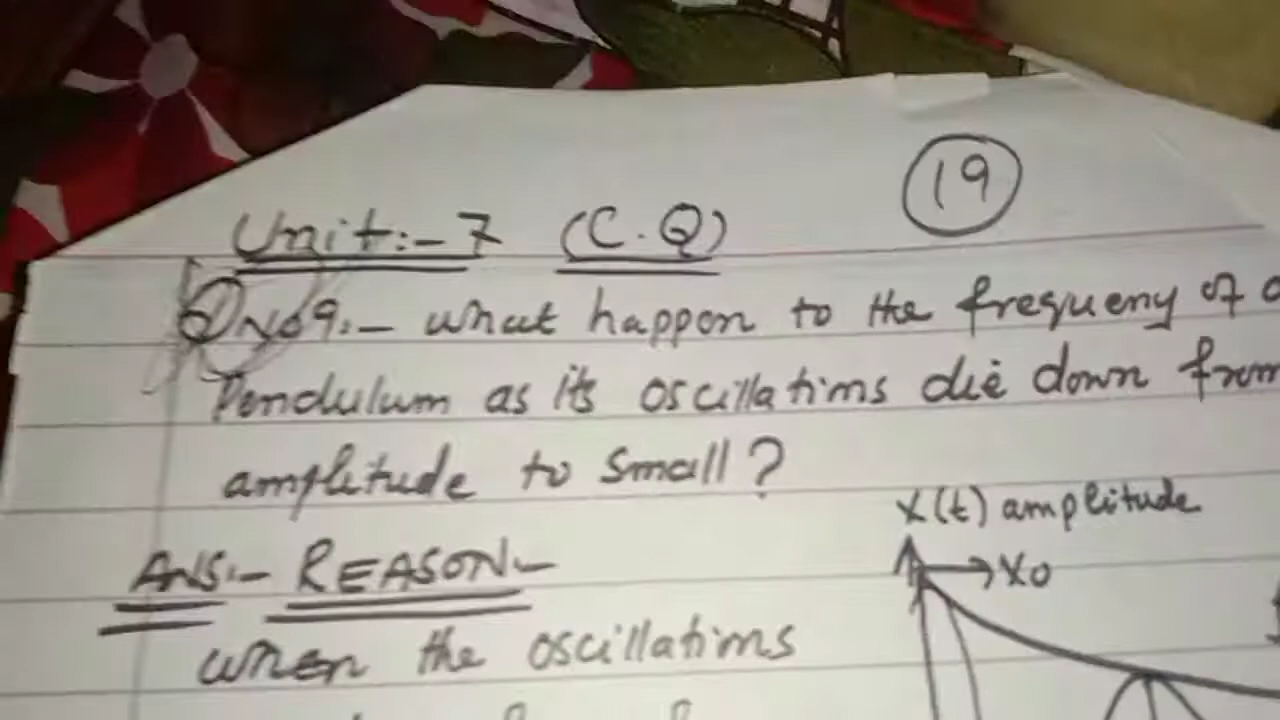 19
Unit:- 7 (C.Q)
QNo9:- what happen to the frequeny of
Pendulum as its oscillations die down from
amplitude to small?
X(t) amplitude
ANS:- REASON:-
X0
when the oscillations